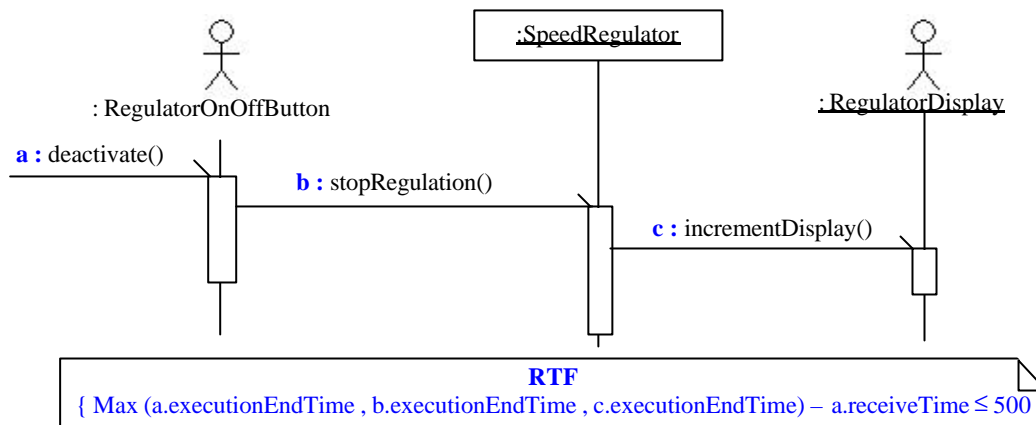 :SpeedRegulator
: RegulatorOnOffButton
: RegulatorDisplay
a : deactivate()
b : stopRegulation()
c : incrementDisplay()
RTF
{ Max (a.executionEndTime , b.executionEndTime , c.executionEndTime) – a.receiveTime ≤ 500